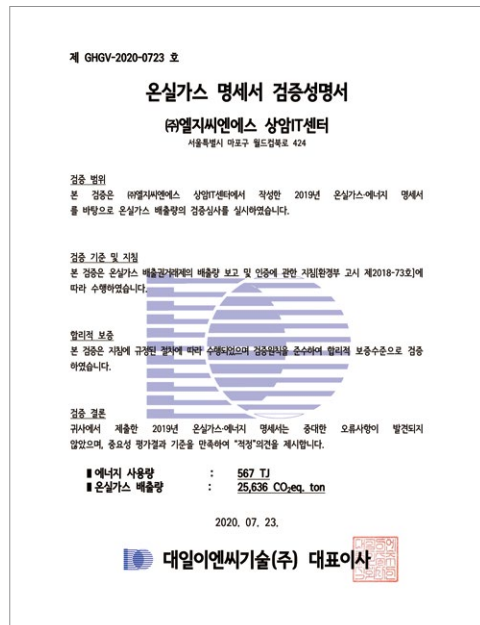 제 GHGV-2020-0723 호
온실가스 명세서 검증성명서
㈜엘지씨엔에스 상암IT센터
서울특별시 마포구 월드컵북로 424
검증 범위
본 검증은 ㈜엘지씨엔에스 상암IT센터에서 작성한 2019년 온실가스·에너지 명세서
를 바탕으로 온실가스 배출량의 검증심사를 실시하였습니다.
검증 기준 및 지침
본 검증은 온실가스 배출권거래제의 배출량 보고 및 인증에 관한 지침[환경부 고시 제2018-73호]에
따라 수행하였습니다.
합리적 보증
본 검증은 지침에 규정된 절차에 따라 수행되었으며 검증원칙을 준수하여 합리적 보증수준으로 검증
하였습니다.
검증 결론
귀사에서 제출한 2019년 온실가스·에너지 명세서는 중대한 오류사항이 발견되지
않았으며, 중요성 평가결과 기준을 만족하여 "적정"의견을 제시합니다.
▮에너지 사용량 : 567 TJ
▮온실가스 배출량 : 25,636 CO₂eq. ton
2020. 07. 23.
대일이엔씨기술(주) 대표이사